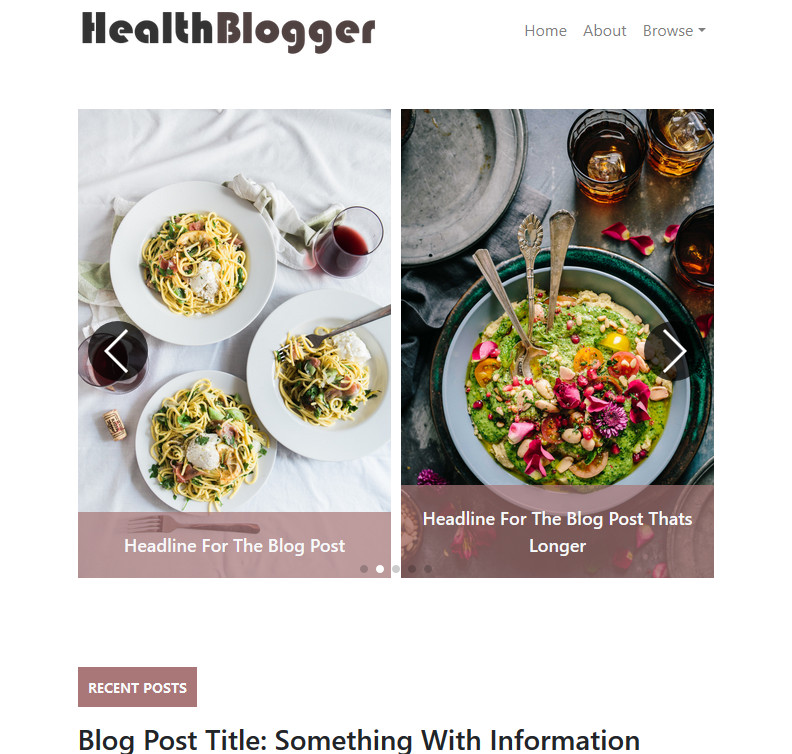 HealthBlogger
Home About Browse
Headline For The Blog Post
Headline For The Blog Post Thats
Longer
RECENT POSTS
Blog Post Title: Something With Information